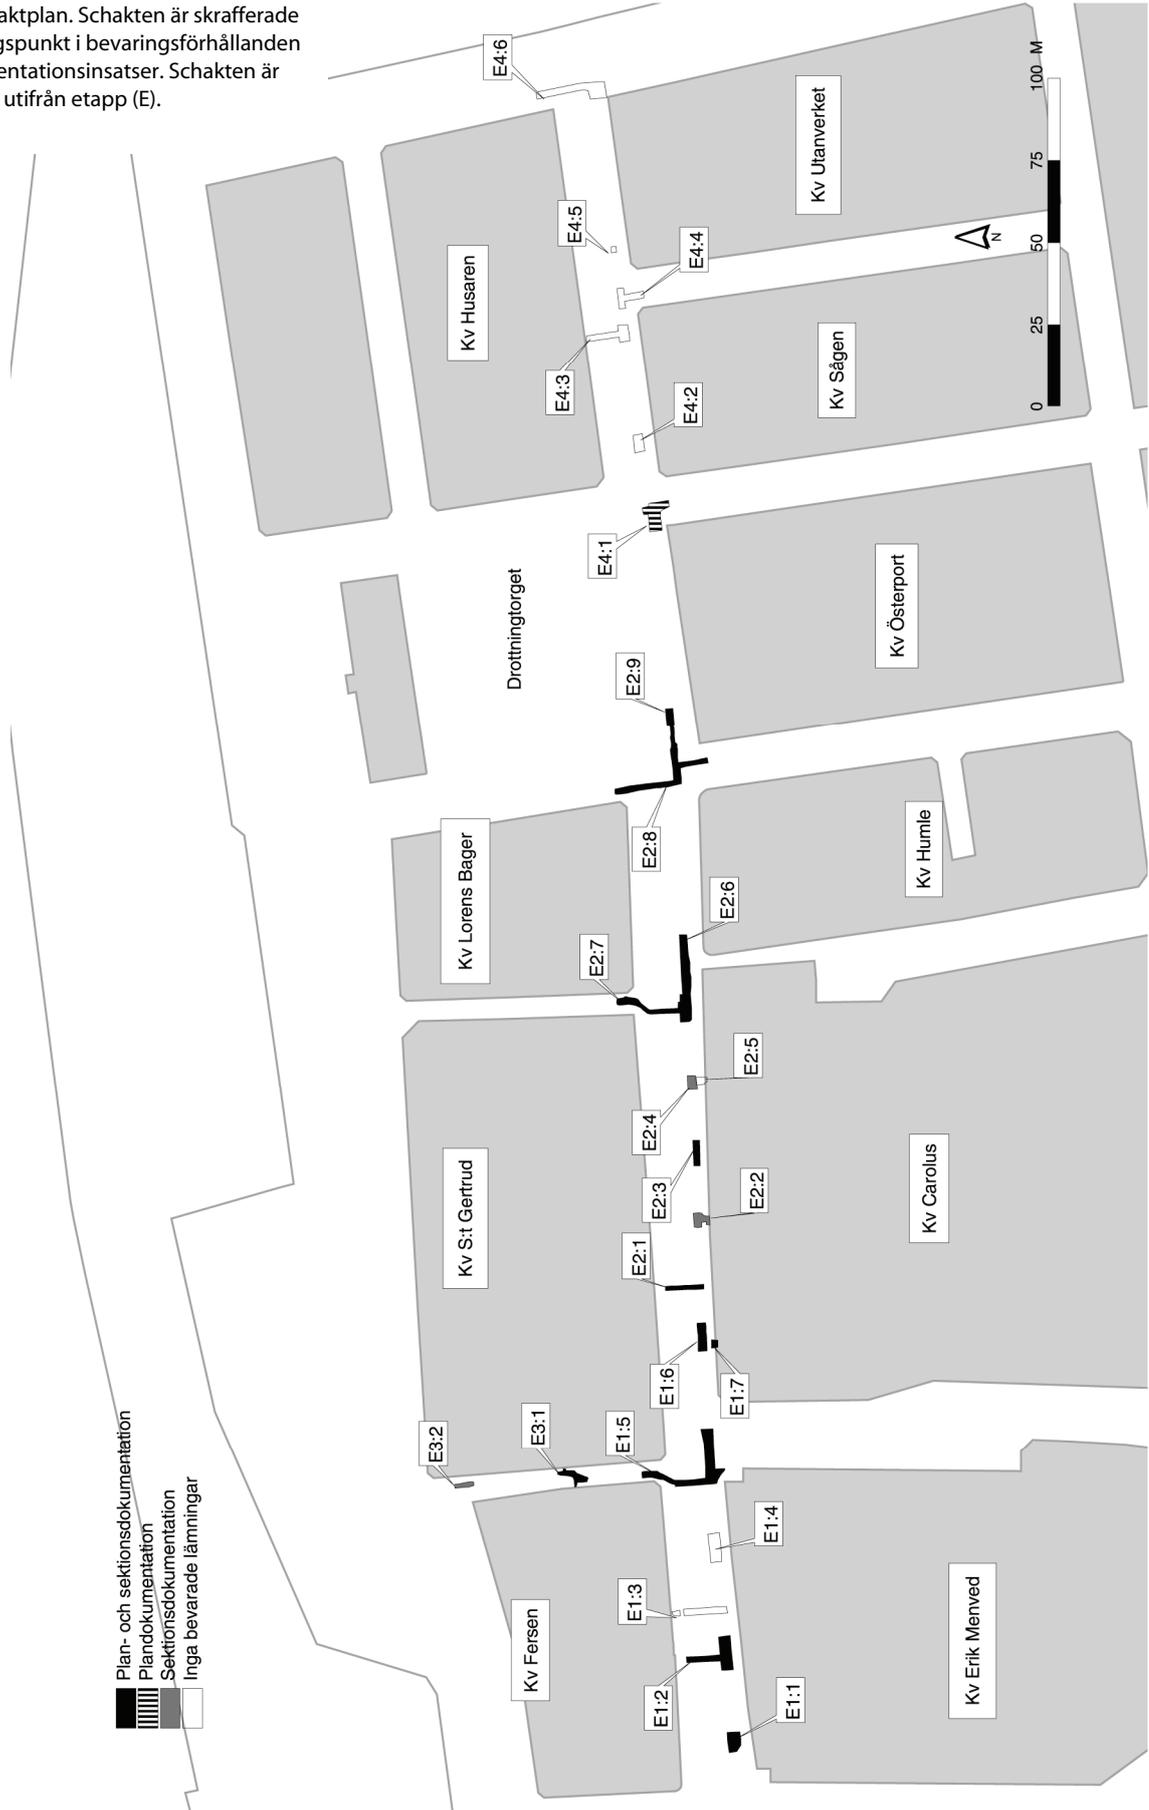 aktplan. Schakten är skrafferade
gspunkt i bevaringsförhållanden
entationsinsatser. Schakten är
utifrån etapp (E).
Plan- och sektionsdokumentation
Plandokumentation
Sektionsdokumentation
Inga bevarade lämningar
Kv Fersen
Kv S:t Gertrud
Kv Lorens Bager
Drottningtorget
Kv Husaren
Kv Erik Menved
Kv Carolus
Kv Humle
Kv Österport
Kv Sågen
Kv Utanverket
E1:1
E1:2
E1:3
E1:4
E1:5
E3:1
E3:2
E1:6
E1:7
E2:1
E2:2
E2:3
E2:4
E2:5
E2:6
E2:7
E2:8
E2:9
E4:1
E4:2
E4:3
E4:4
E4:5
E4:6
N
0 25 50 75 100 M